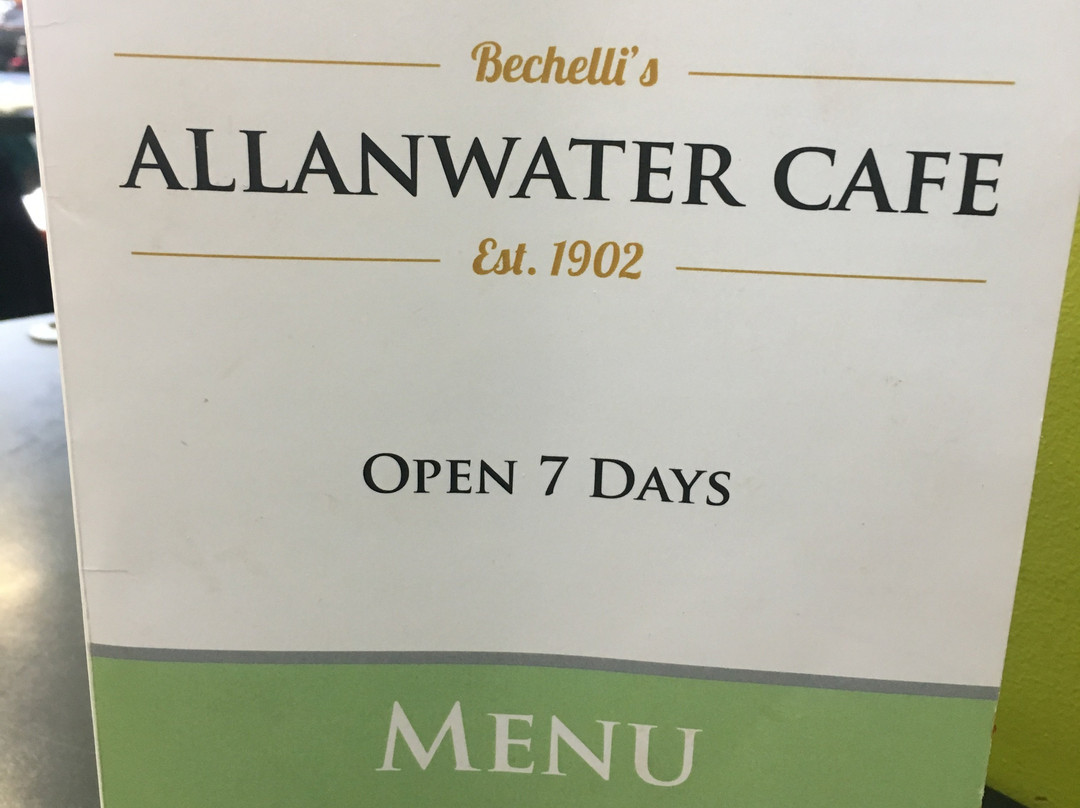 Bechelli's
ALLANWATER CAFE
Est. 1902
OPEN 7 DAYS
MENU